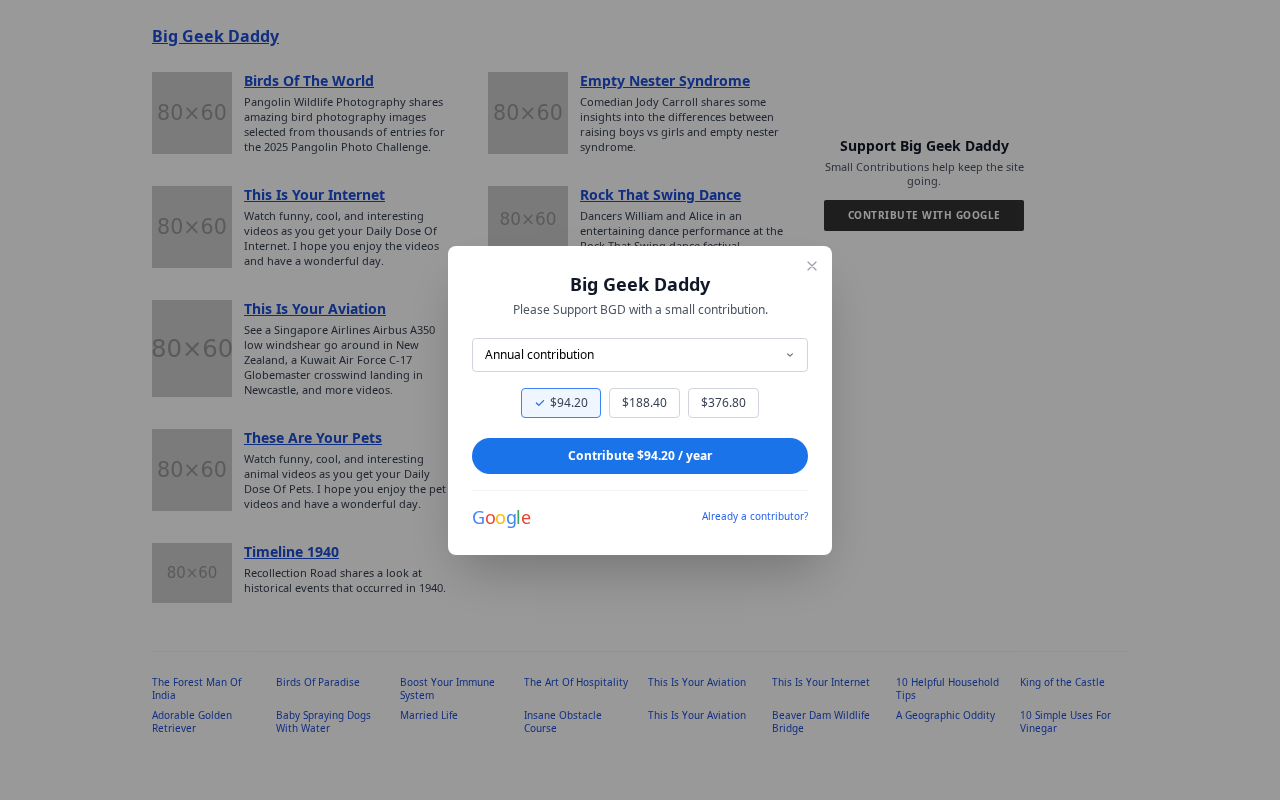 Big Geek Daddy
80×60
Birds Of The World
Pangolin Wildlife Photography shares
amazing bird photography images
selected from thousands of entries for
the 2025 Pangolin Photo Challenge.
80×60
Empty Nester Syndrome
Comedian Jody Carroll shares some
insights into the differences between
raising boys vs girls and empty nester
syndrome.
Support Big Geek Daddy
Small Contributions help keep the site
going.
CONTRIBUTE WITH GOOGLE
80×60
This Is Your Internet
Watch funny, cool, and interesting
videos as you get your Daily Dose Of
Internet. I hope you enjoy the videos
and have a wonderful day.
80×60
Rock That Swing Dance
Dancers William and Alice in an
entertaining dance performance at the
Rock That Swing dance festival
80×60
This Is Your Aviation
See a Singapore Airlines Airbus A350
low windshear go around in New
Zealand, a Kuwait Air Force C-17
Globemaster crosswind landing in
Newcastle, and more videos.
80×60
These Are Your Pets
Watch funny, cool, and interesting
animal videos as you get your Daily
Dose Of Pets. I hope you enjoy the pet
videos and have a wonderful day.
80×60
Timeline 1940
Recollection Road shares a look at
historical events that occurred in 1940.
Big Geek Daddy
Please Support BGD with a small contribution.
Annual contribution
$94.20
$188.40
$376.80
Contribute $94.20 / year
Google
Already a contributor?
The Forest Man Of
India
Birds Of Paradise
Boost Your Immune
System
The Art Of Hospitality
This Is Your Aviation
This Is Your Internet
10 Helpful Household
Tips
King of the Castle
Adorable Golden
Retriever
Baby Spraying Dogs
With Water
Married Life
Insane Obstacle
Course
This Is Your Aviation
Beaver Dam Wildlife
Bridge
A Geographic Oddity
10 Simple Uses For
Vinegar